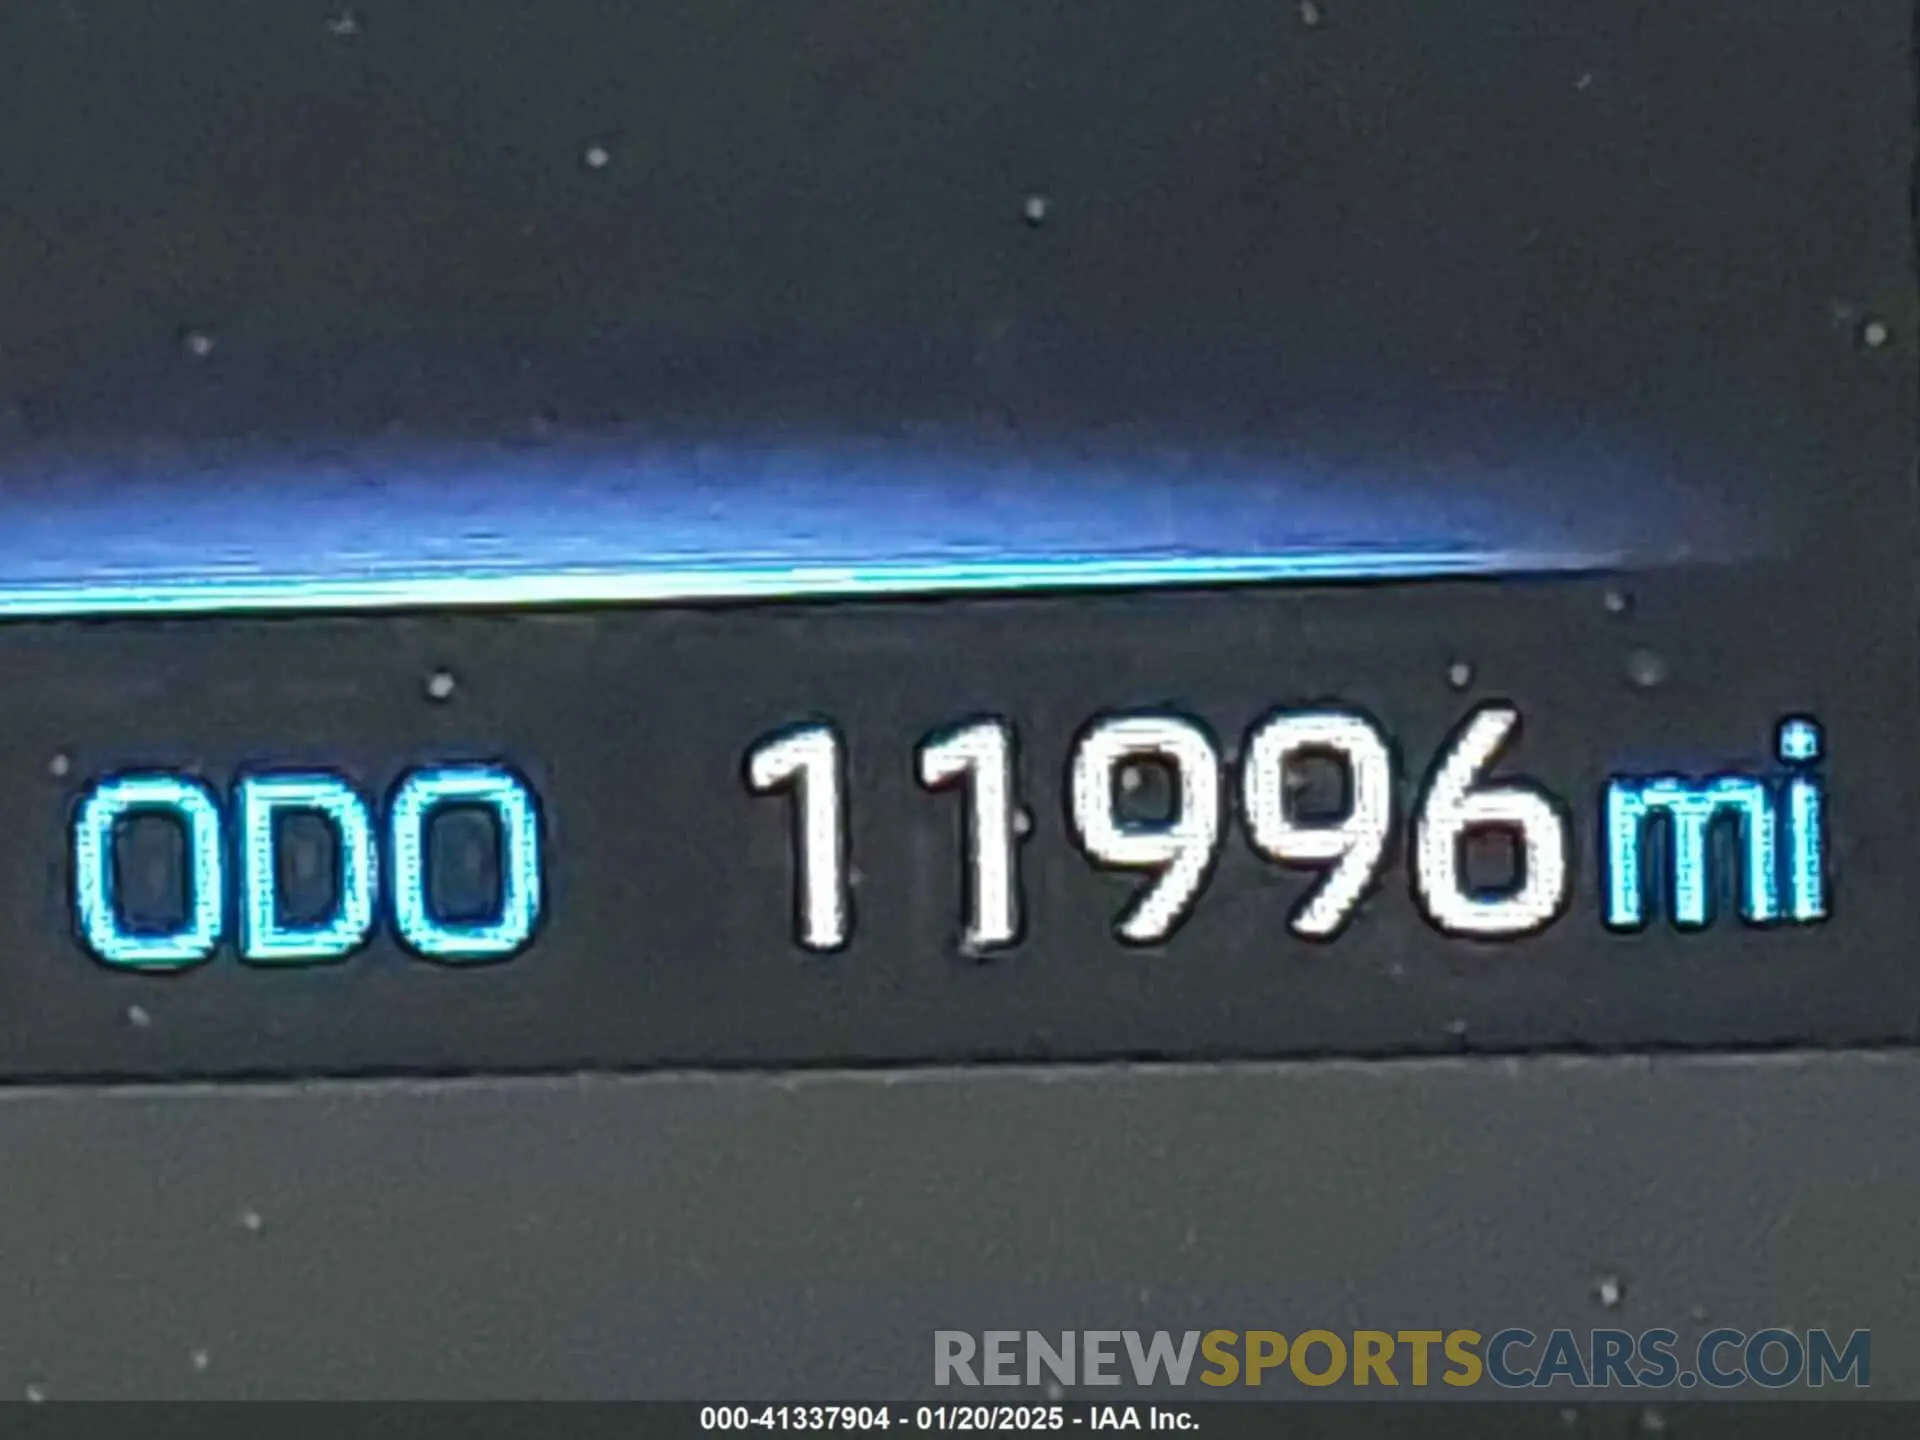 ODO 11996mi
RENEWSPORTSCARS.COM
000-41337904 - 01/20/2025 - IAA Inc.